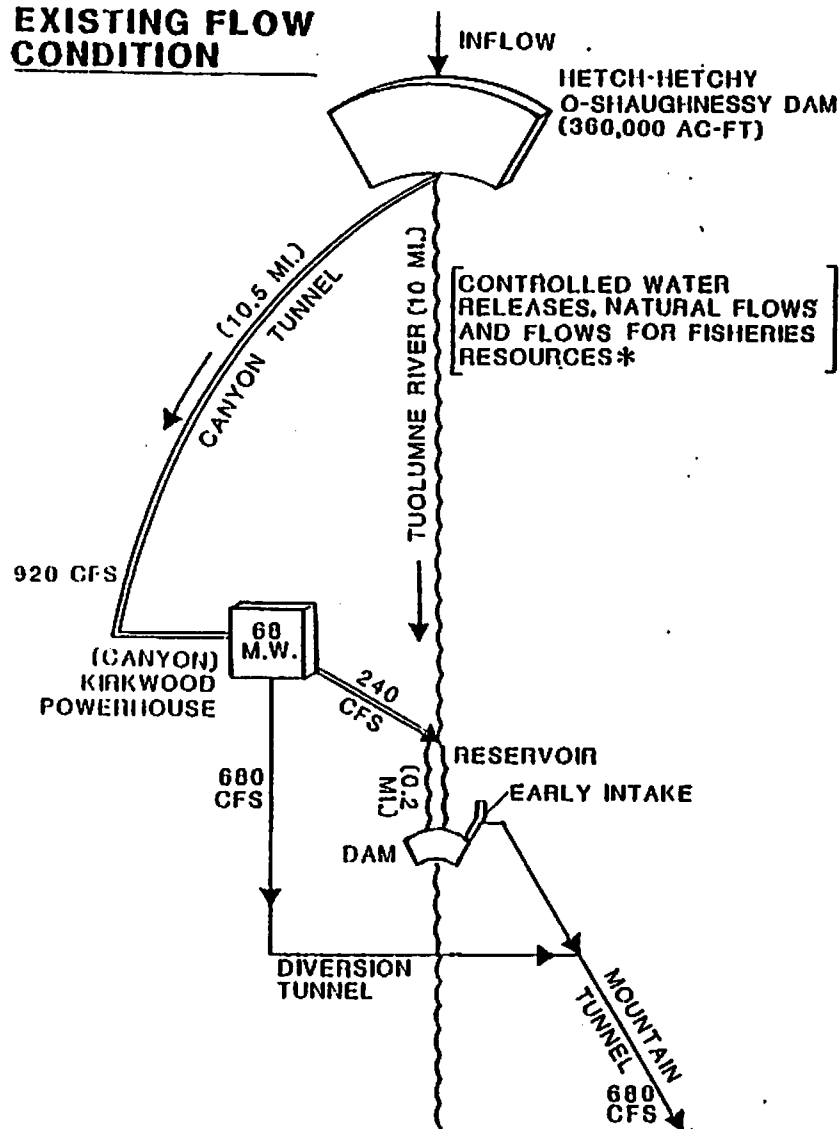 EXISTING FLOW
CONDITION
INFLOW
HETCH-HETCHY
O-SHAUGHNESSY DAM
(360,000 AC-FT)
(10.5 MI.)
CANYON TUNNEL
TUOLUMNE RIVER (10 MI.)
[CONTROLLED WATER
RELEASES, NATURAL FLOWS
AND FLOWS FOR FISHERIES
RESOURCES*]
920 CFS
68
M.W.
(CANYON)
KIRKWOOD
POWERHOUSE
240
CFS
680
CFS
RESERVOIR
(0.2
MI.)
EARLY INTAKE
DAM
DIVERSION
TUNNEL
MOUNTAIN
TUNNEL
680
CFS